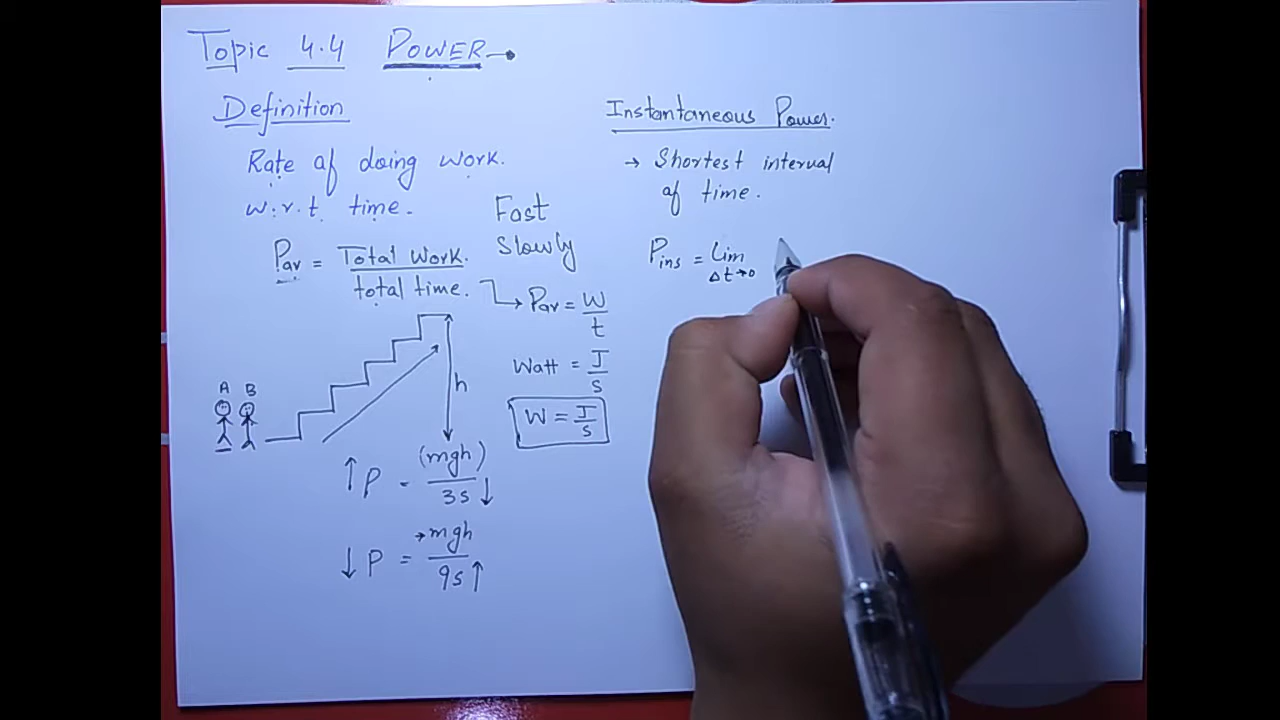 Topic 4.4 POWER
Definition
Rate of doing work.
w.r.t. time.
Pav = Total Work.
total time.
Fast
Slowly
Pav = W
t
Watt = J
s
W = J
s
A B
h
↑P = (mgh)
3s↓
↓P = →mgh
9s↑
Instantaneous Power.
→ Shortest interval
of time.
Pins = Lim
Δt→0